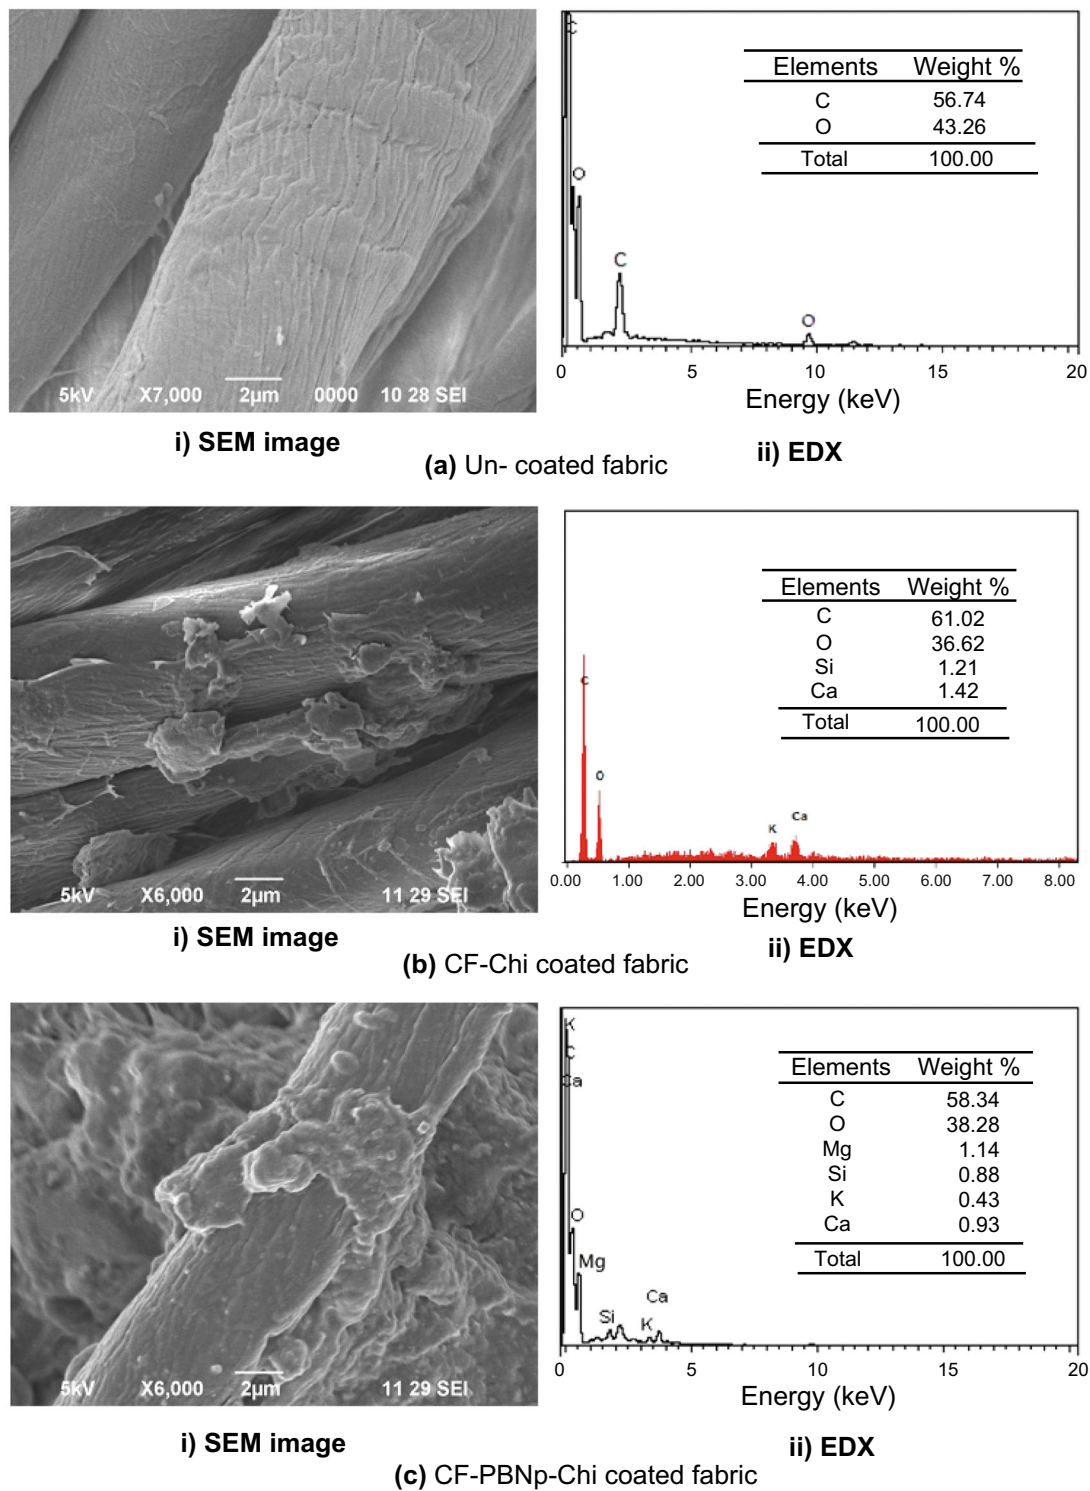 C
Elements Weight %
C 56.74
O 43.26
Total 100.00
O
C
O
0 5 10 15 20
Energy (keV)
5kV X7,000 2μm 0000 10 28 SEI
i) SEM image
ii) EDX
(a) Un- coated fabric
Elements Weight %
C 61.02
O 36.62
Si 1.21
Ca 1.42
Total 100.00
C
O
K
Ca
0.00 1.00 2.00 3.00 4.00 5.00 6.00 7.00 8.00
Energy (keV)
5kV X6,000 2μm 11 29 SEI
i) SEM image
ii) EDX
(b) CF-Chi coated fabric
K
C
Ca
Elements Weight %
C 58.34
O 38.28
Mg 1.14
Si 0.88
K 0.43
Ca 0.93
Total 100.00
O
Mg
Ca
Si
K
0 5 10 15 20
Energy (keV)
5kV X6,000 2μm 11 29 SEI
i) SEM image
ii) EDX
(c) CF-PBNp-Chi coated fabric